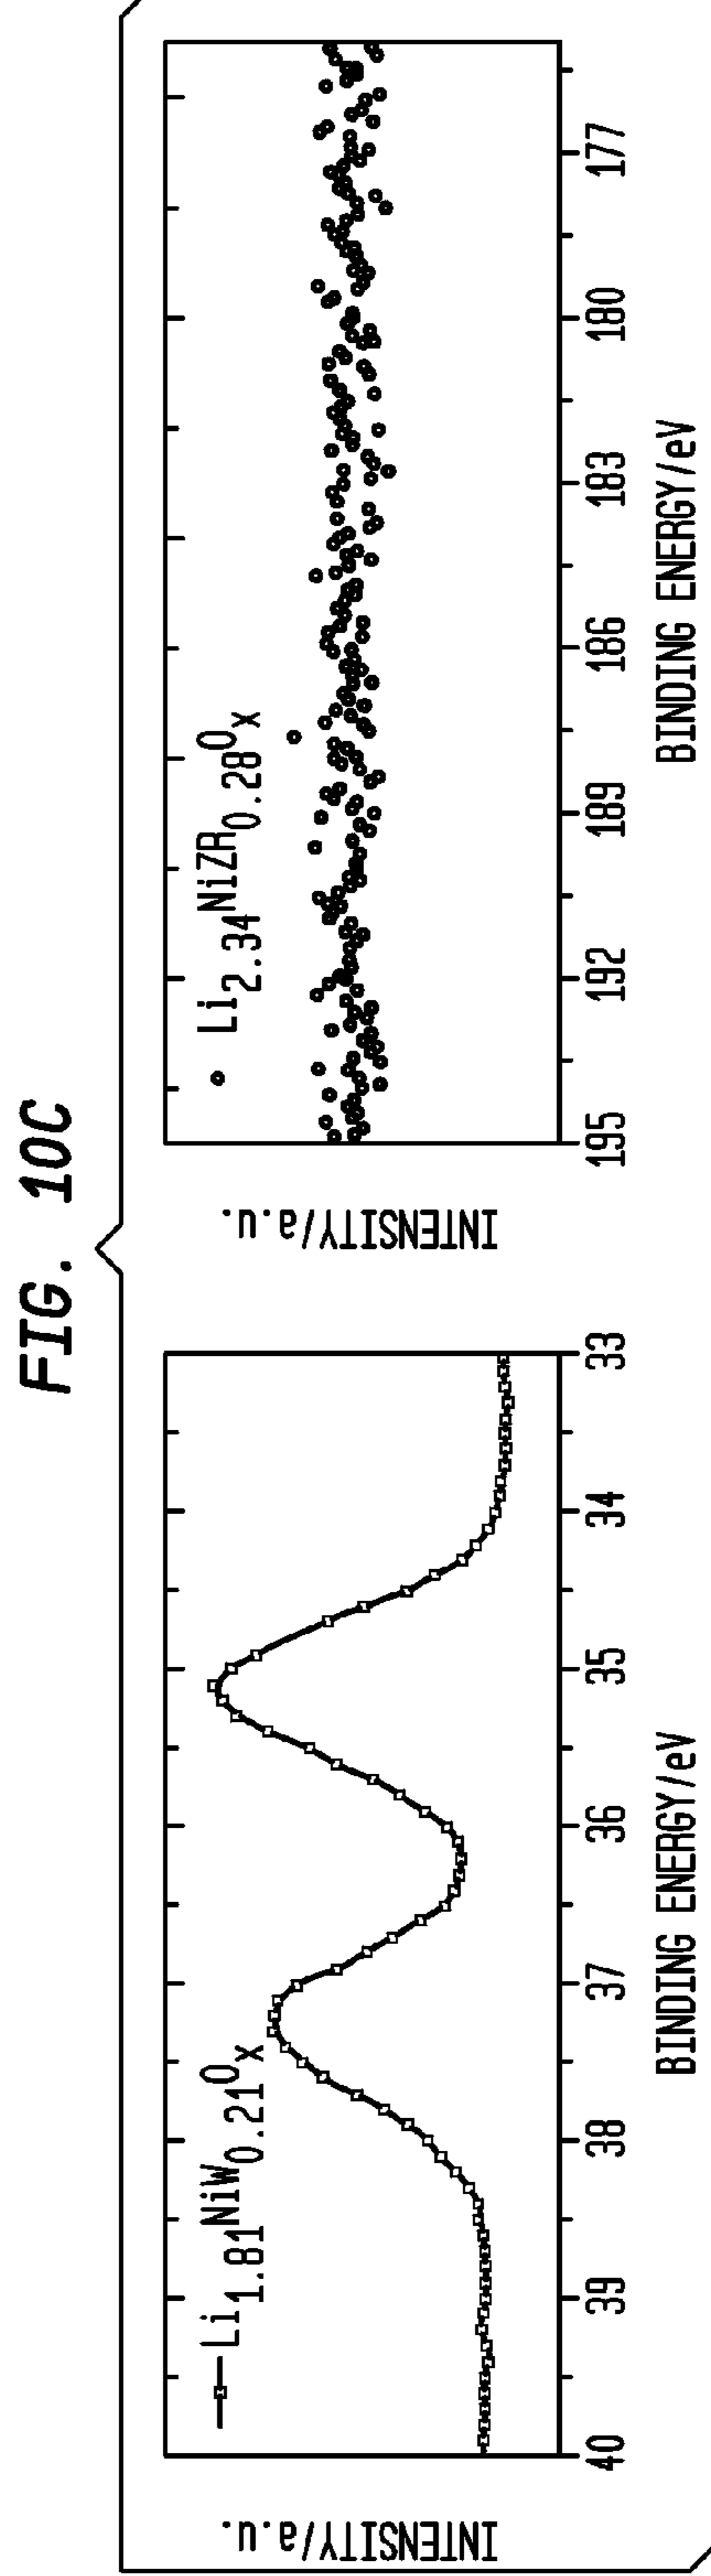 FIG. 10C
INTENSITY/a.u.
Li1.81NiW0.21Ox
40 39 38 37 36 35 34 33
BINDING ENERGY/eV
INTENSITY/a.u.
Li2.34NiZR0.28Ox
195 192 189 186 183 180 177
BINDING ENERGY/eV